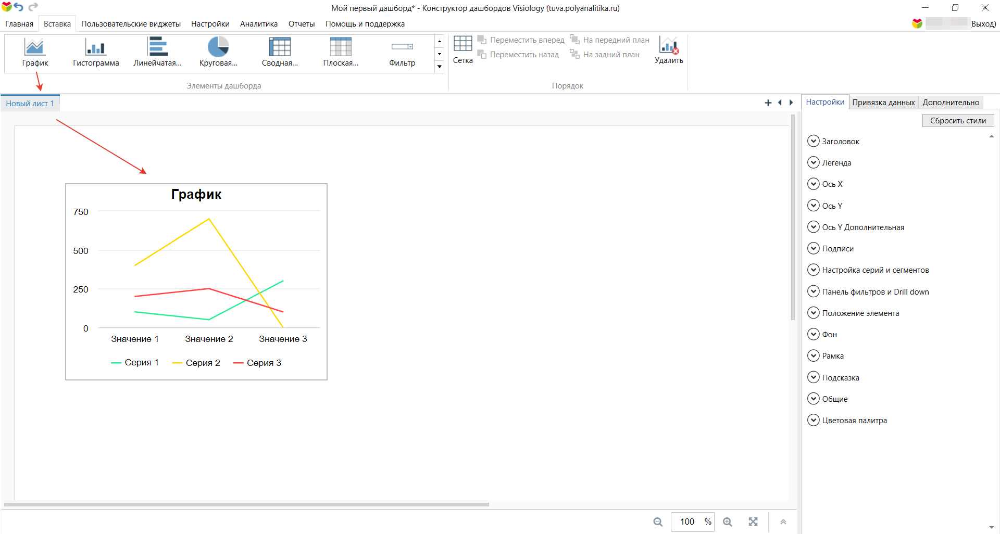 Мой первый дашборд* - Конструктор дашбордов Visiology (tuva.polyanalitika.ru)
Главная Вставка Пользовательские виджеты Настройки Аналитика Отчеты Помощь и поддержка (Выход)
График Гистограмма Линейчатая... Круговая... Сводная... Плоская... Фильтр
Сетка
Переместить вперед На передний план
Переместить назад На задний план
Удалить
Элементы дашборда Порядок
Новый лист 1
Настройки Привязка данных Дополнительно
Сбросить стили
Заголовок
Легенда
Ось X
Ось Y
Ось Y Дополнительная
Подписи
Настройка серий и сегментов
Панель фильтров и Drill down
Положение элемента
Фон
Рамка
Подсказка
Общие
Цветовая палитра
График
750
500
250
0
Значение 1 Значение 2 Значение 3
Серия 1 Серия 2 Серия 3
100 %